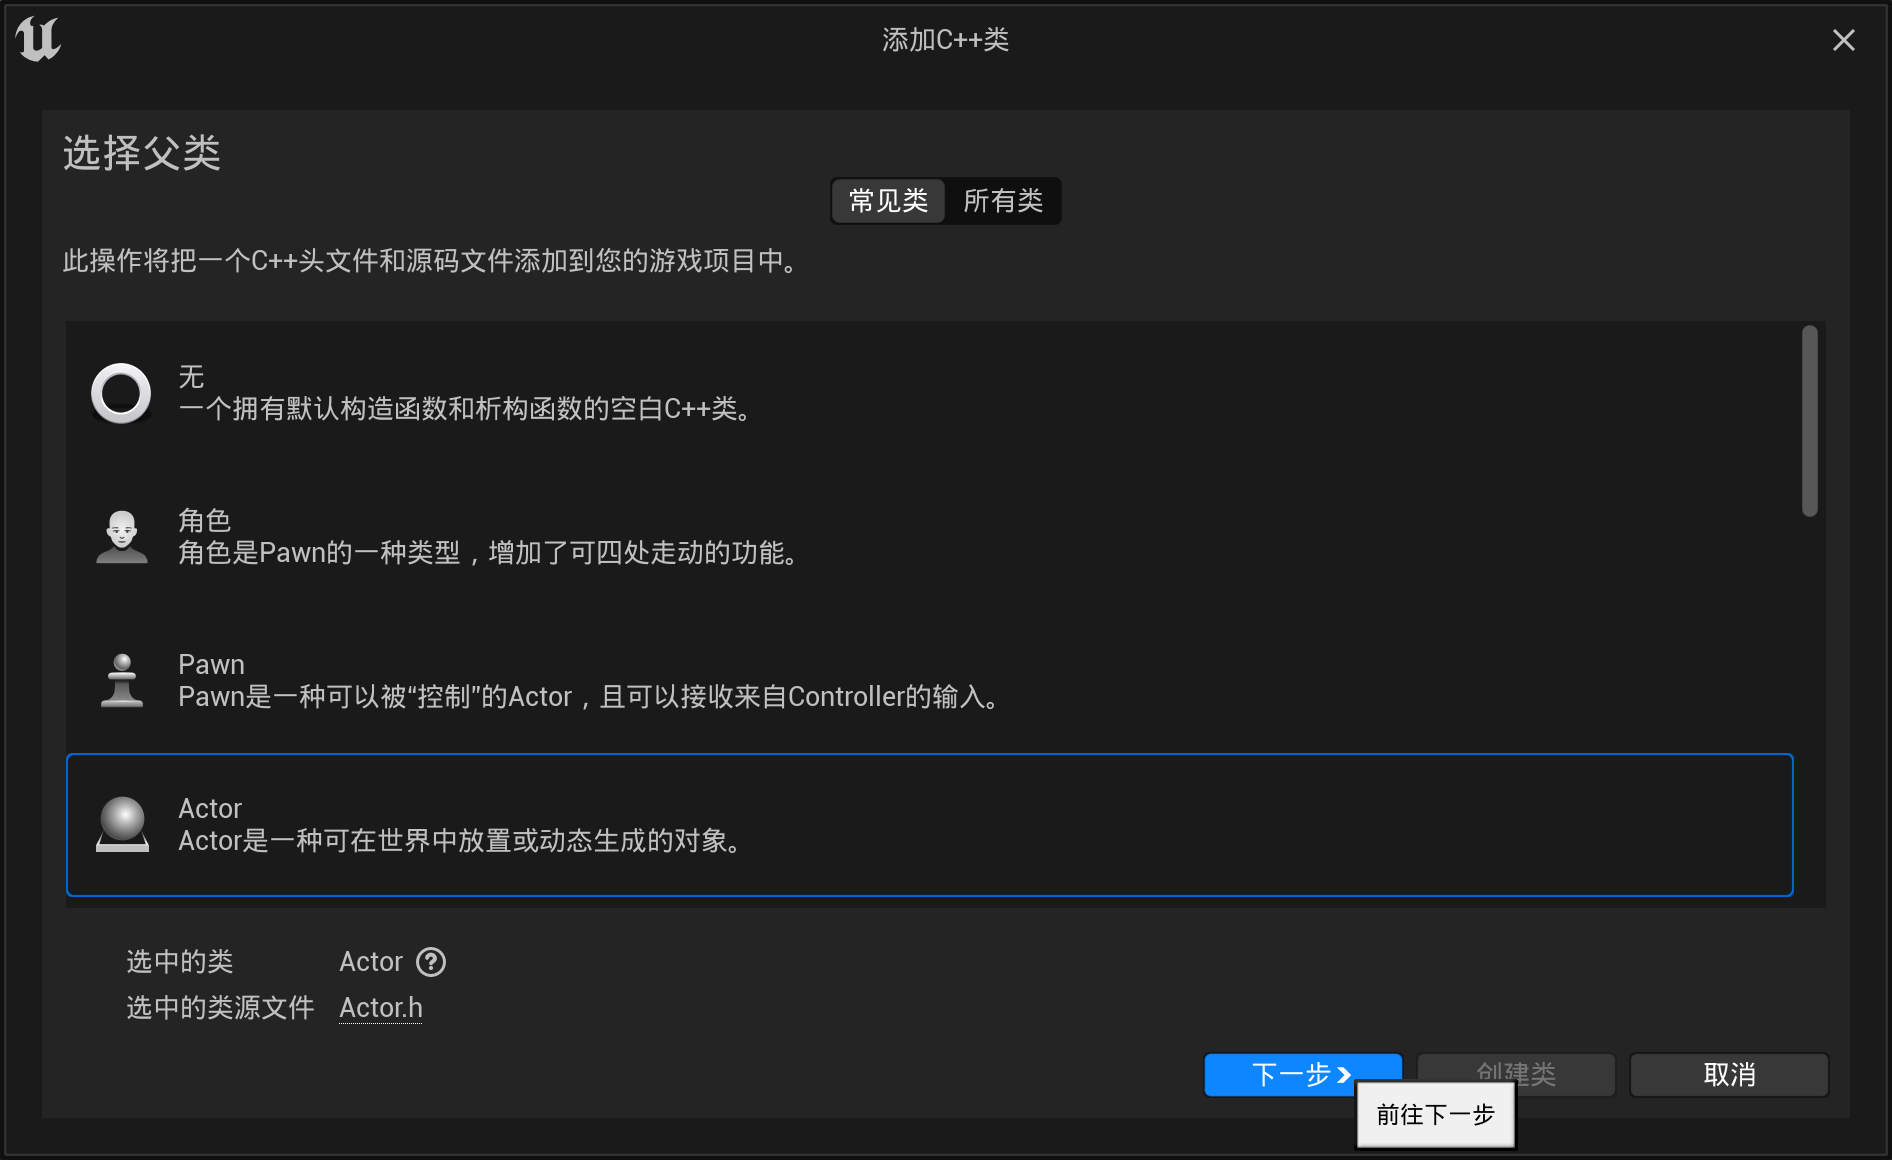 添加C++类
选择父类
常见类 所有类
此操作将把一个C++头文件和源码文件添加到您的游戏项目中。
无
一个拥有默认构造函数和析构函数的空白C++类。
角色
角色是Pawn的一种类型，增加了可四处走动的功能。
Pawn
Pawn是一种可以被“控制”的Actor，且可以接收来自Controller的输入。
Actor
Actor是一种可在世界中放置或动态生成的对象。
选中的类 Actor
选中的类源文件 Actor.h
下一步 创建类 取消
前往下一步